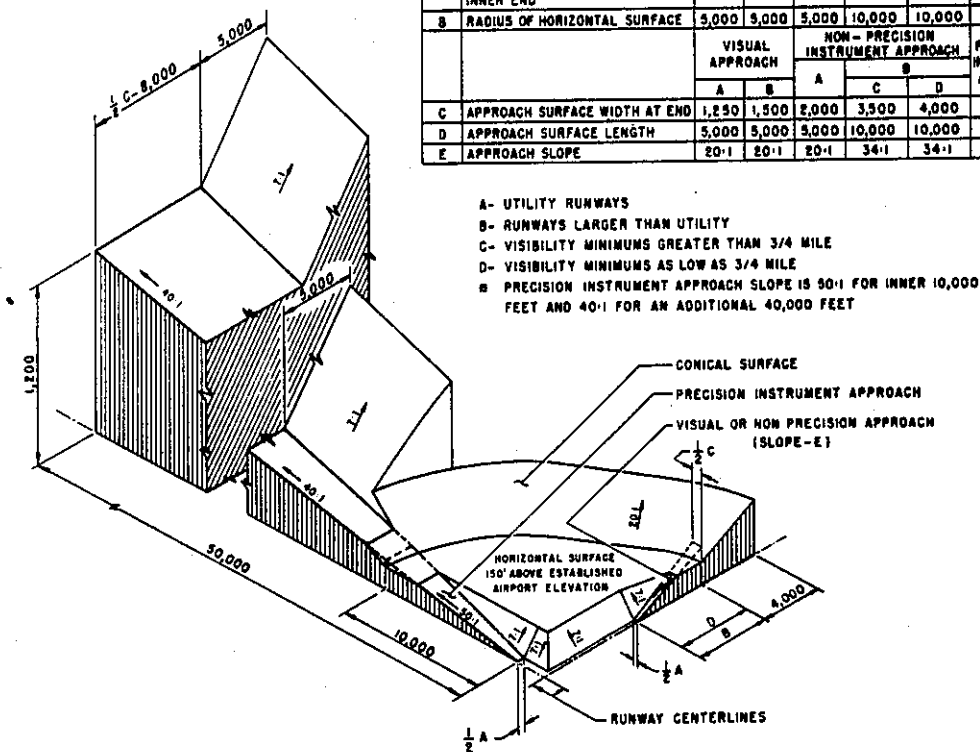 INNER END
B RADIUS OF HORIZONTAL SURFACE 5,000 5,000 5,000 10,000 10,000
VISUAL APPROACH
NON-PRECISION INSTRUMENT APPROACH
A B A B
C D
C APPROACH SURFACE WIDTH AT END 1,250 1,500 2,000 3,500 4,000
D APPROACH SURFACE LENGTH 5,000 5,000 5,000 10,000 10,000
E APPROACH SLOPE 20:1 20:1 20:1 34:1 34:1
A- UTILITY RUNWAYS
B- RUNWAYS LARGER THAN UTILITY
C- VISIBILITY MINIMUMS GREATER THAN 3/4 MILE
D- VISIBILITY MINIMUMS AS LOW AS 3/4 MILE
PRECISION INSTRUMENT APPROACH SLOPE IS 50:1 FOR INNER 10,000
FEET AND 40:1 FOR AN ADDITIONAL 40,000 FEET
5,000
1/2 C-8,000
7:1
40:1
5,000
1,200
7:1
40:1
CONICAL SURFACE
PRECISION INSTRUMENT APPROACH
VISUAL OR NON PRECISION APPROACH
(SLOPE-E)
1/2 C
20:1
HORIZONTAL SURFACE
150' ABOVE ESTABLISHED
AIRPORT ELEVATION
50,000
50:1
7:1
7:1
7:1
7:1
4,000
D
B
10,000
1/2 A
RUNWAY CENTERLINES
1/2 A